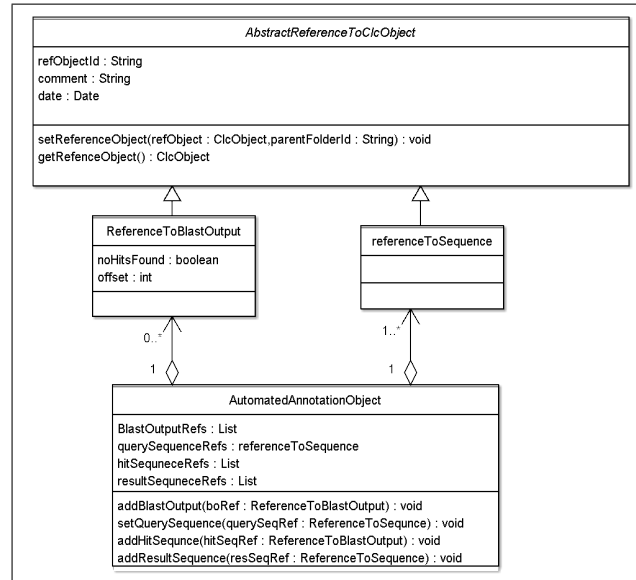 AbstractReferenceToClcObject
refObjectId : String
comment : String
date : Date
setReferenceObject(refObject : ClcObject,parentFolderId : String) : void
getRefenceObject() : ClcObject
ReferenceToBlastOutput
noHitsFound : boolean
offset : int
referenceToSequence
0..*
1..*
1
1
AutomatedAnnotationObject
BlastOutputRefs : List
querySequenceRefs : referenceToSequence
hitSequneceRefs : List
resultSequneceRefs : List
addBlastOutput(boRef : ReferenceToBlastOutput) : void
setQuerySequence(querySeqRef : ReferenceToSequnce) : void
addHitSequnce(hitSeqRef : ReferenceToBlastOutput) : void
addResultSequence(resSeqRef : ReferenceToSequence) : void